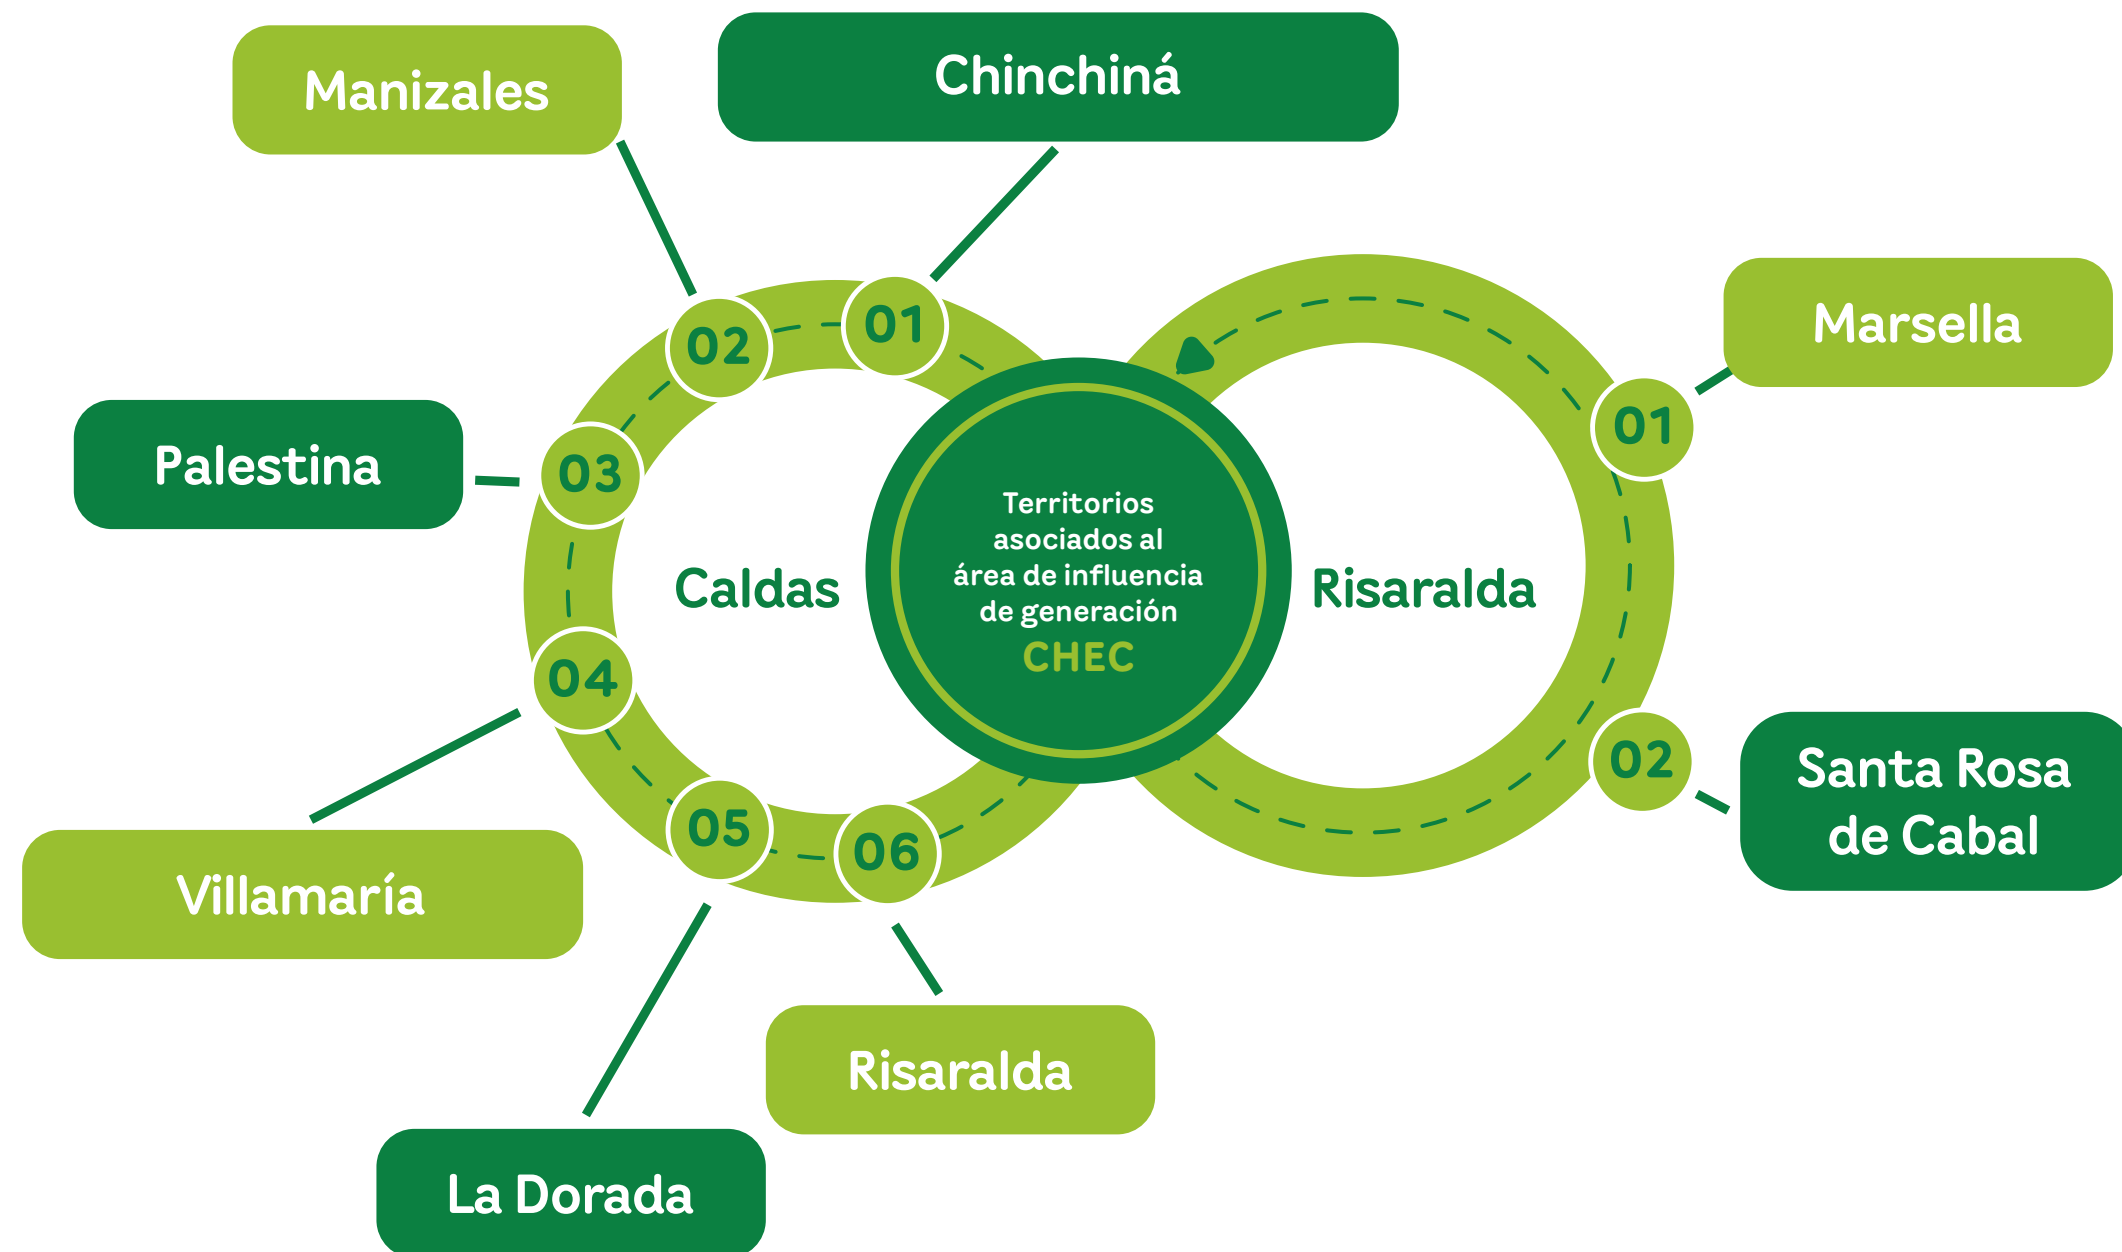 Manizales
Chinchiná
02
01
Palestina
03
Caldas
04
Villamaría
05
06
La Dorada
Risaralda
Territorios
asociados al
área de influencia
de generación
CHEC
Risaralda
01
Marsella
02
Santa Rosa
de Cabal